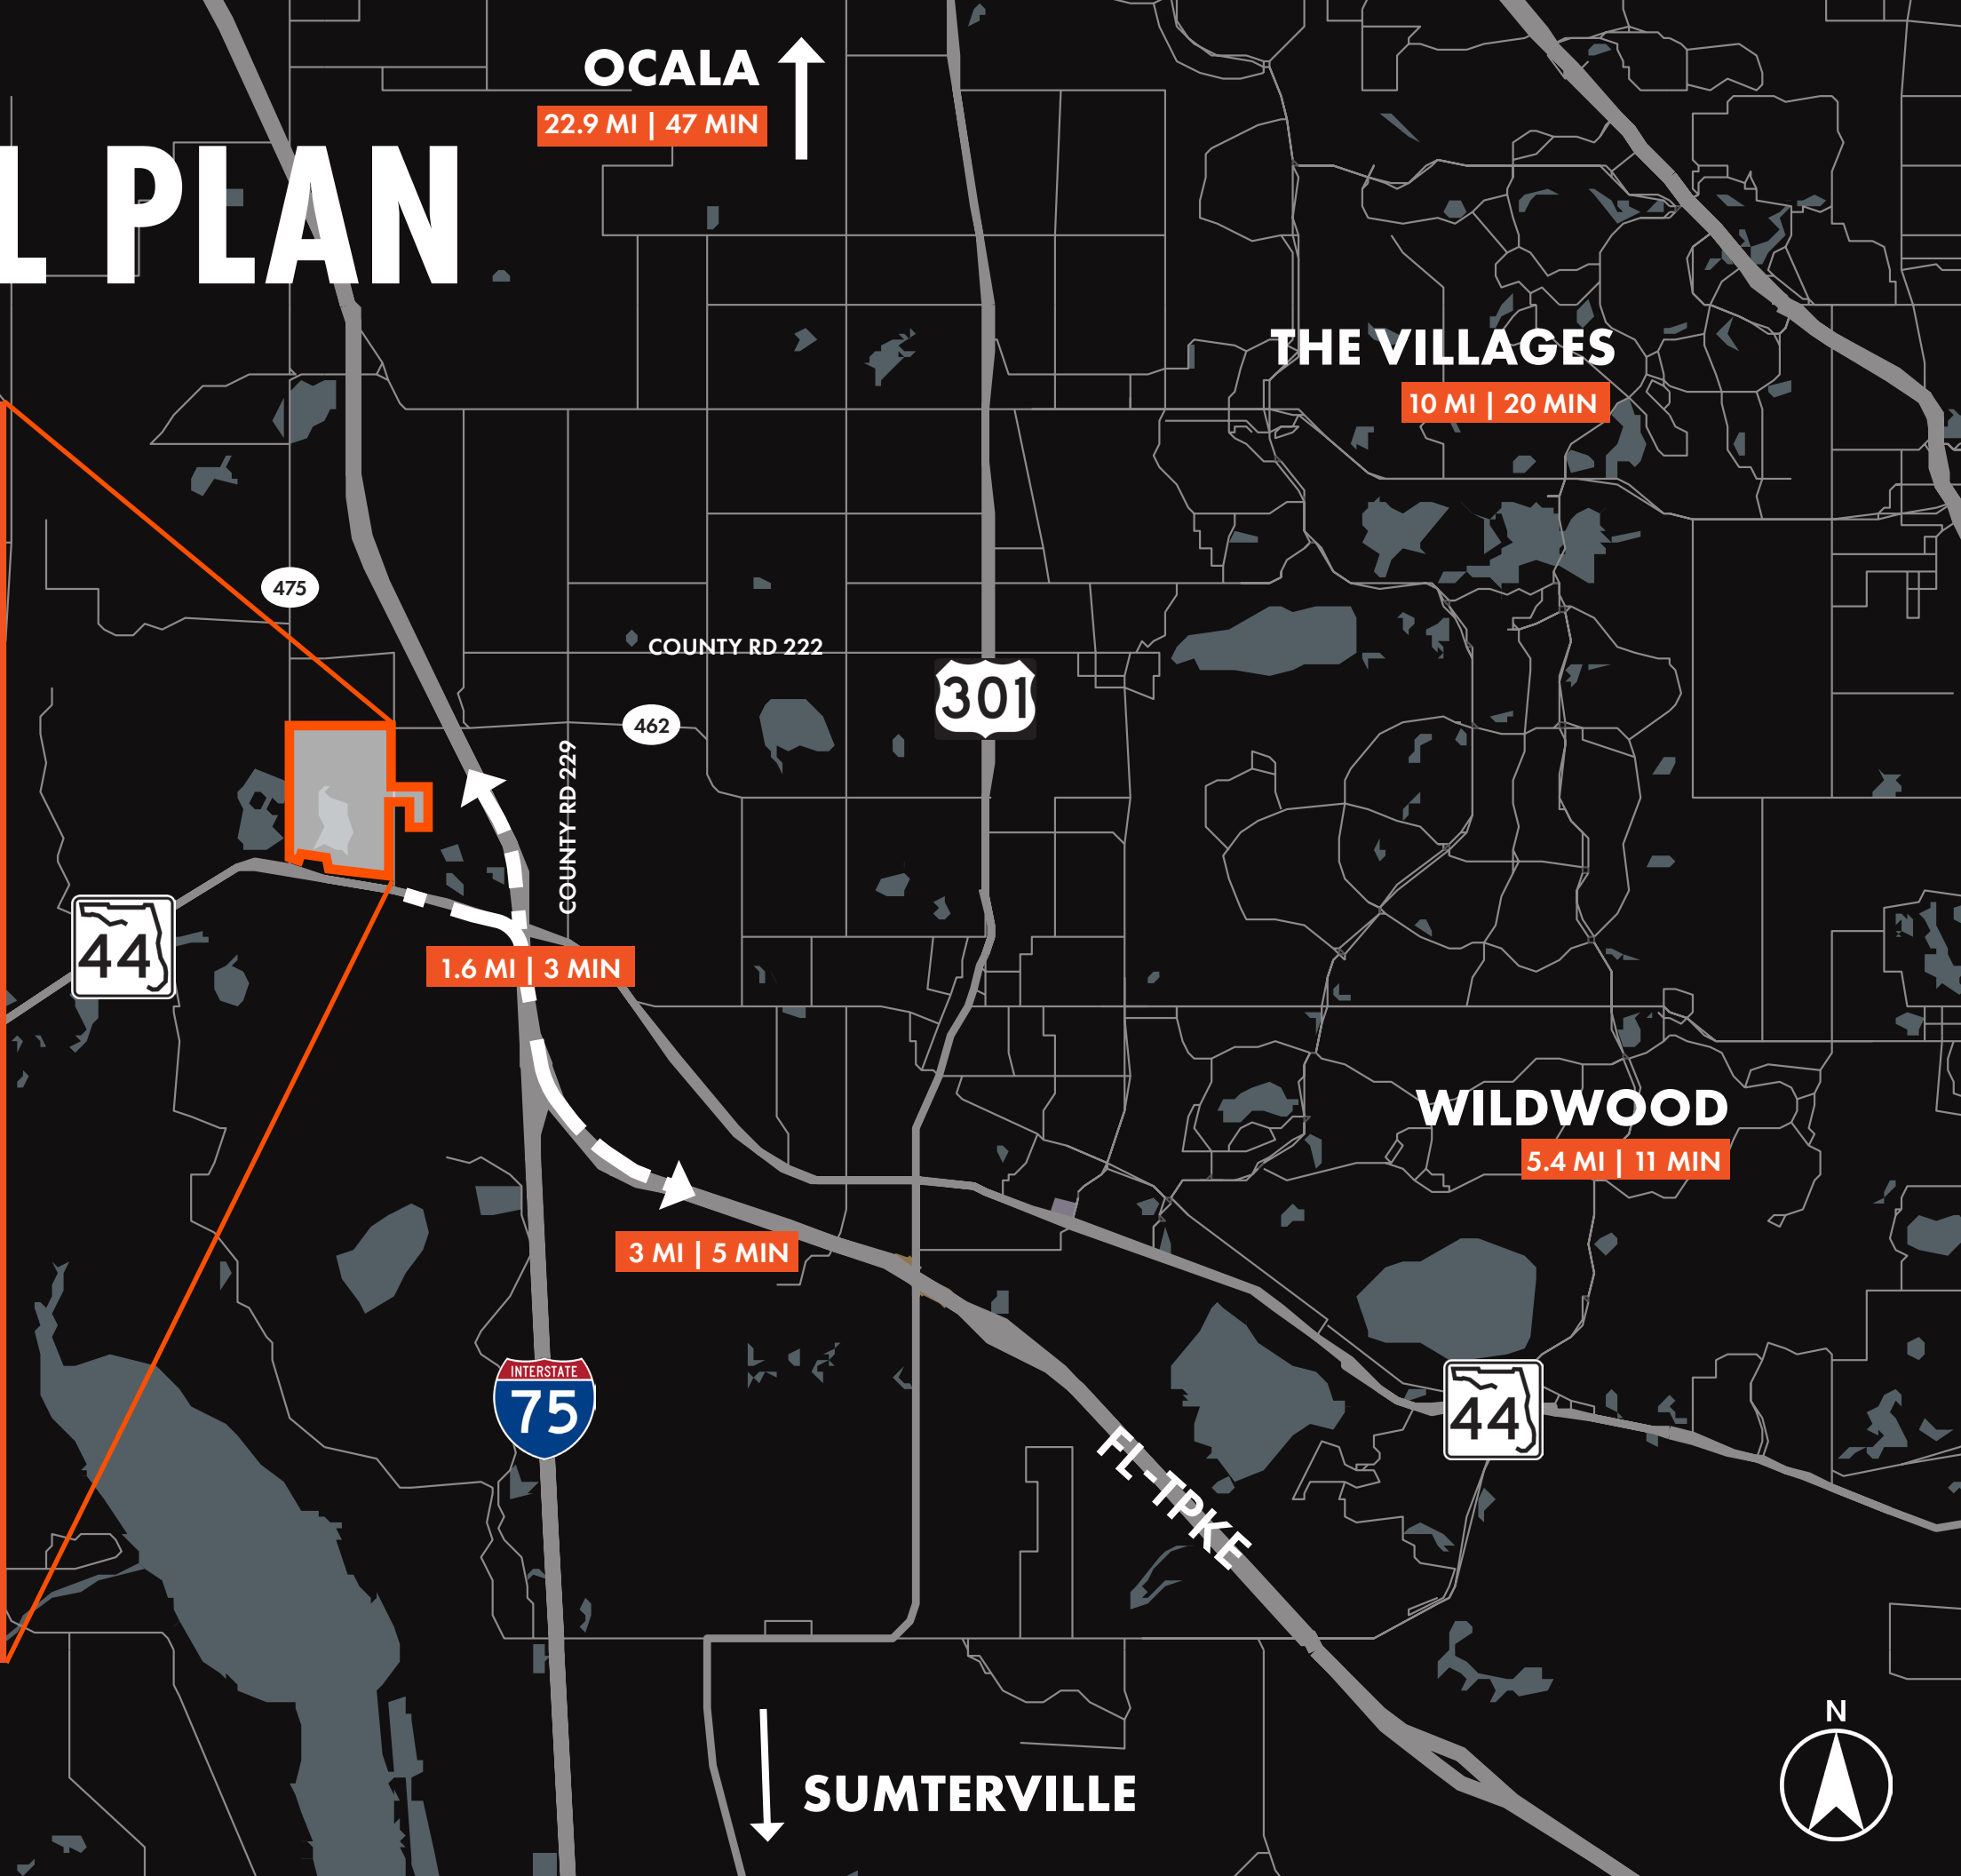 OCALA
22.9 MI | 47 MIN
L PLAN
THE VILLAGES
10 MI | 20 MIN
475
COUNTY RD 222
301
462
COUNTY RD 229
44
1.6 MI | 3 MIN
WILDWOOD
5.4 MI | 11 MIN
3 MI | 5 MIN
INTERSTATE
75
44
FL-TPKE
N
SUMTERVILLE